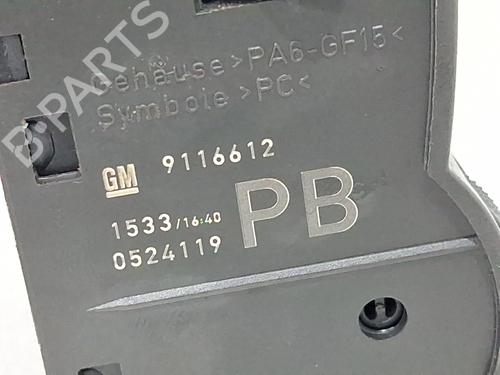 Gehäuse >PA6-GF15<
Symbole >PC<
GM 9116612
1533/16:40
0524119
PB
B-PARTS